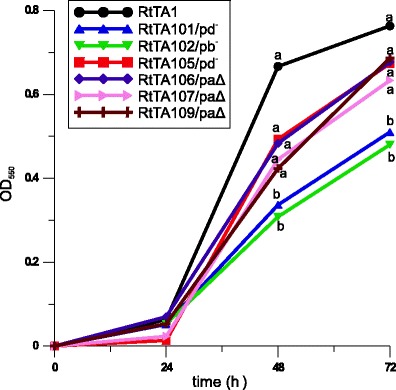 0.8
RtTA1
RtTA101/pd⁻
RtTA102/pb⁻
RtTA105/pd⁻
RtTA106/paΔ
RtTA107/paΔ
RtTA109/paΔ
a
a
a
a
a
0.6
a
a
a
a
0.4
b
b
b
b
0.2
0
OD₅₅₀
0
24
48
72
time (h)